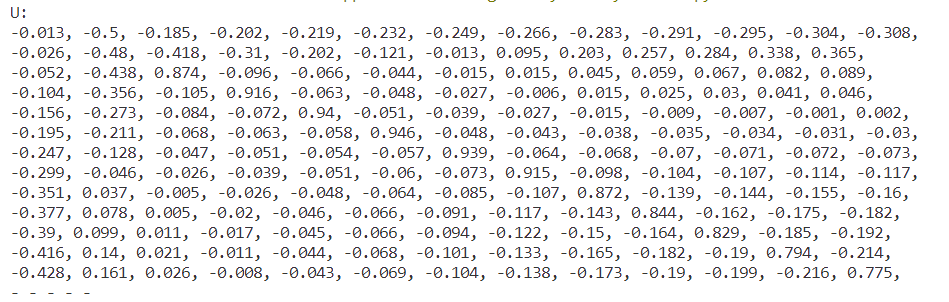 U:
-0.013, -0.5, -0.185, -0.202, -0.219, -0.232, -0.249, -0.266, -0.283, -0.291, -0.295, -0.304, -0.308,
-0.026, -0.48, -0.418, -0.31, -0.202, -0.121, -0.013, 0.095, 0.203, 0.257, 0.284, 0.338, 0.365,
-0.052, -0.438, 0.874, -0.096, -0.066, -0.044, -0.015, 0.015, 0.045, 0.059, 0.067, 0.082, 0.089,
-0.104, -0.356, -0.105, 0.916, -0.063, -0.048, -0.027, -0.006, 0.015, 0.025, 0.03, 0.041, 0.046,
-0.156, -0.273, -0.084, -0.072, 0.94, -0.051, -0.039, -0.027, -0.015, -0.009, -0.007, -0.001, 0.002,
-0.195, -0.211, -0.068, -0.063, -0.058, 0.946, -0.048, -0.043, -0.038, -0.035, -0.034, -0.031, -0.03,
-0.247, -0.128, -0.047, -0.051, -0.054, -0.057, 0.939, -0.064, -0.068, -0.07, -0.071, -0.072, -0.073,
-0.299, -0.046, -0.026, -0.039, -0.051, -0.06, -0.073, 0.915, -0.098, -0.104, -0.107, -0.114, -0.117,
-0.351, 0.037, -0.005, -0.026, -0.048, -0.064, -0.085, -0.107, 0.872, -0.139, -0.144, -0.155, -0.16,
-0.377, 0.078, 0.005, -0.02, -0.046, -0.066, -0.091, -0.117, -0.143, 0.844, -0.162, -0.175, -0.182,
-0.39, 0.099, 0.011, -0.017, -0.045, -0.066, -0.094, -0.122, -0.15, -0.164, 0.829, -0.185, -0.192,
-0.416, 0.14, 0.021, -0.011, -0.044, -0.068, -0.101, -0.133, -0.165, -0.182, -0.19, 0.794, -0.214,
-0.428, 0.161, 0.026, -0.008, -0.043, -0.069, -0.104, -0.138, -0.173, -0.19, -0.199, -0.216, 0.775,